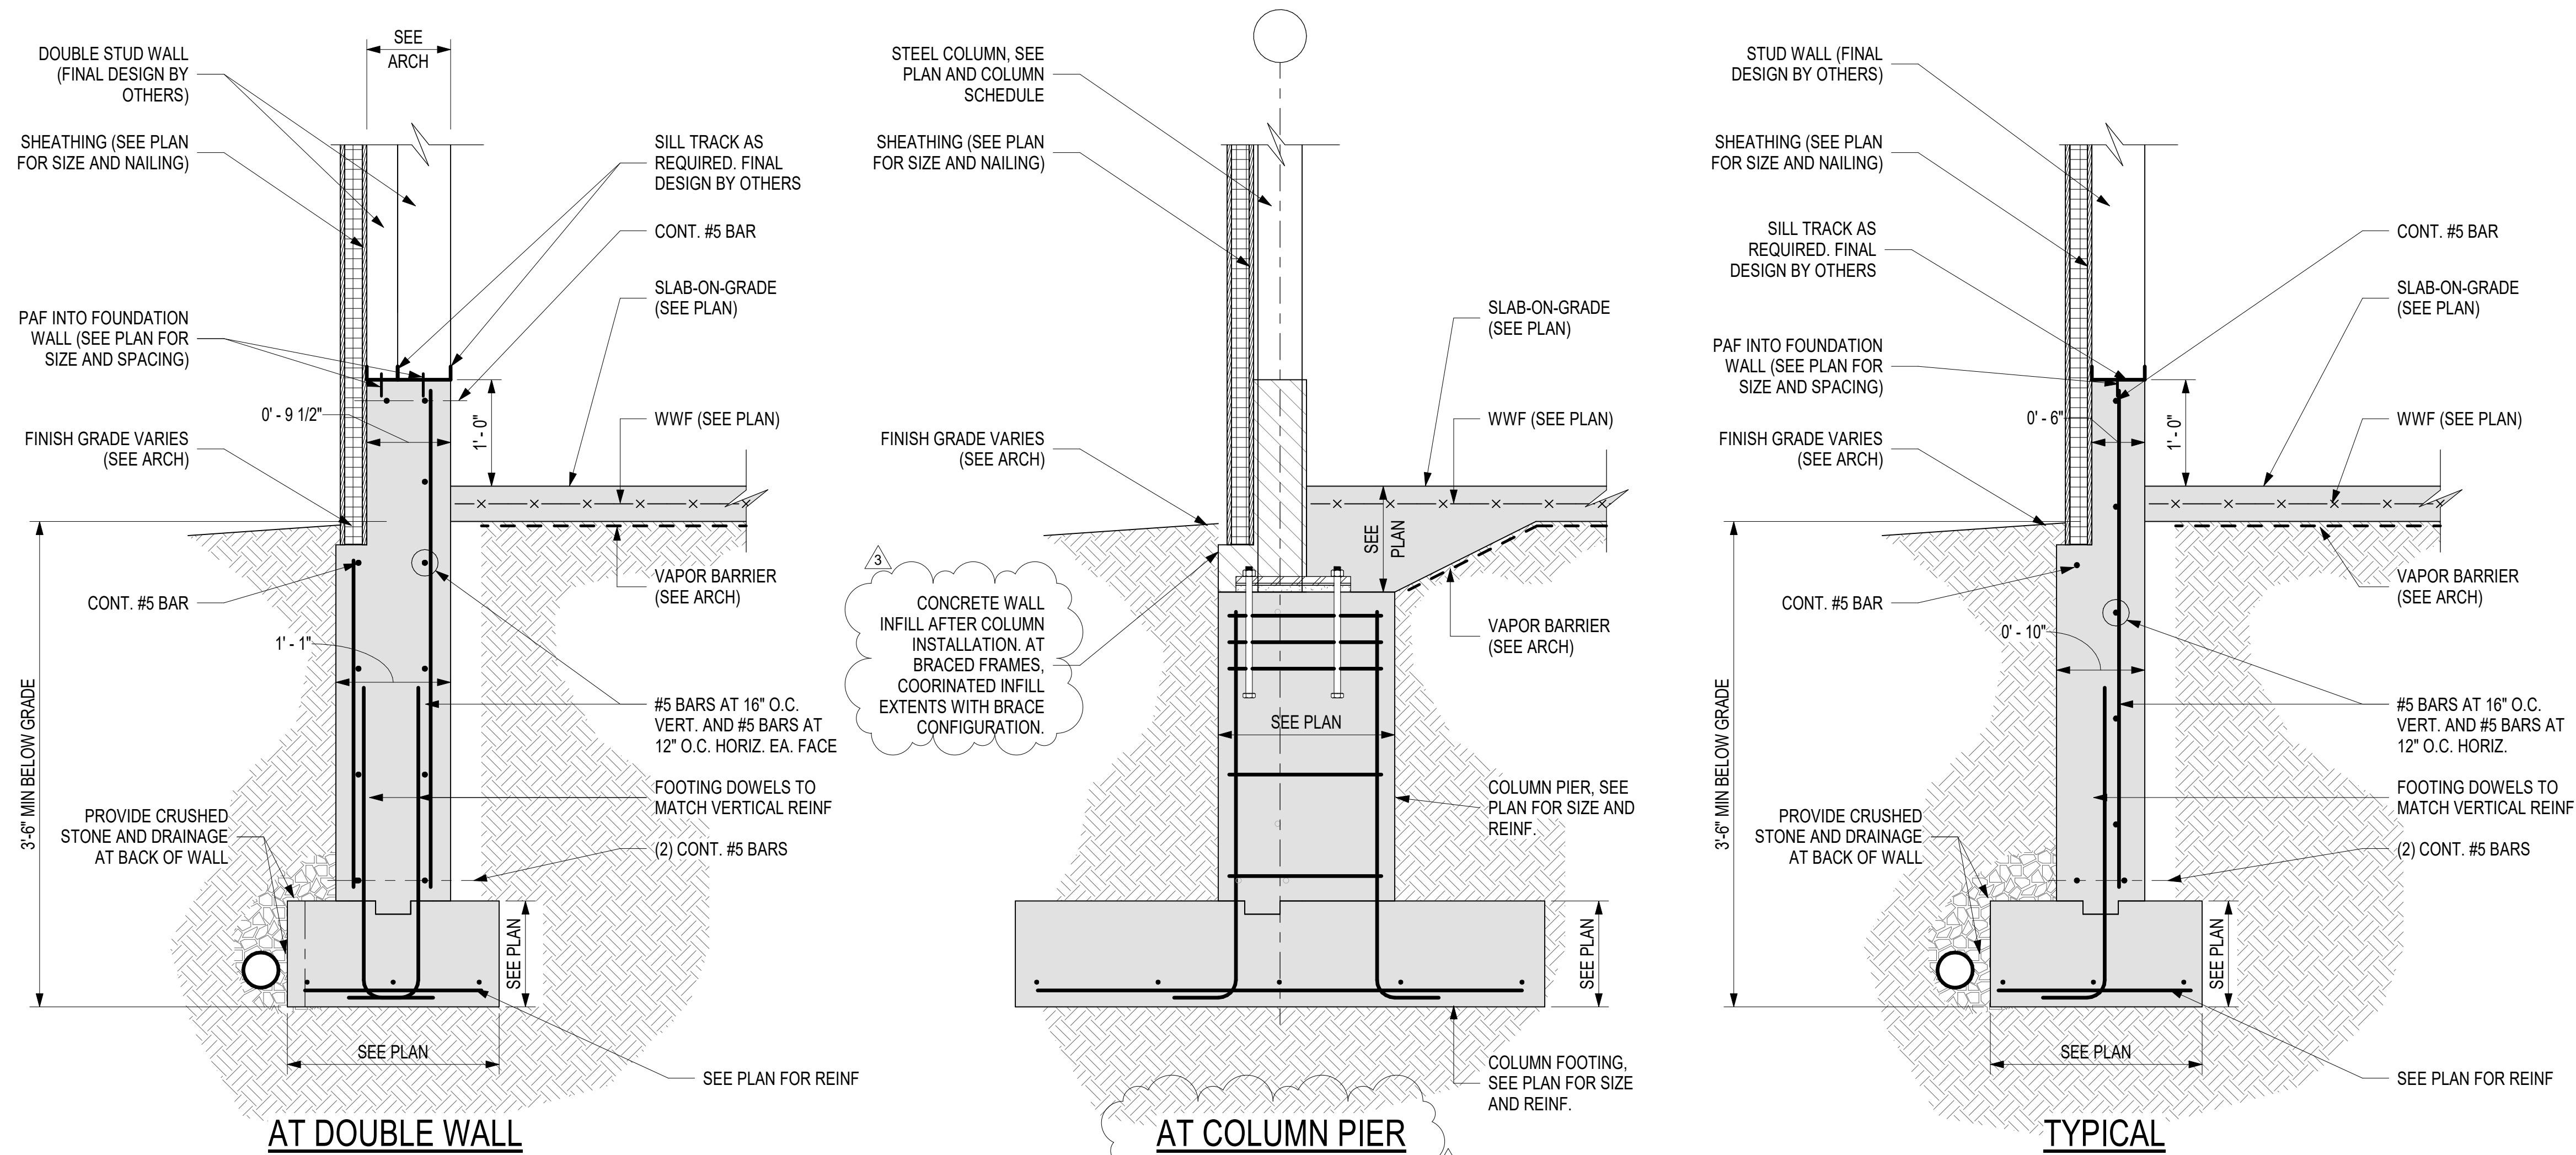 SEE
ARCH
DOUBLE STUD WALL
(FINAL DESIGN BY
OTHERS)
SHEATHING (SEE PLAN
FOR SIZE AND NAILING)
SILL TRACK AS
REQUIRED. FINAL
DESIGN BY OTHERS
CONT. #5 BAR
SLAB-ON-GRADE
(SEE PLAN)
PAF INTO FOUNDATION
WALL (SEE PLAN FOR
SIZE AND SPACING)
0' - 9 1/2"
1' - 0"
WWF (SEE PLAN)
FINISH GRADE VARIES
(SEE ARCH)
VAPOR BARRIER
(SEE ARCH)
CONT. #5 BAR
1' - 1"
3'-6" MIN BELOW GRADE
#5 BARS AT 16" O.C.
VERT. AND #5 BARS AT
12" O.C. HORIZ. EA. FACE
FOOTING DOWELS TO
MATCH VERTICAL REINF
PROVIDE CRUSHED
STONE AND DRAINAGE
AT BACK OF WALL
(2) CONT. #5 BARS
SEE PLAN
SEE PLAN
SEE PLAN FOR REINF
AT DOUBLE WALL
STEEL COLUMN, SEE
PLAN AND COLUMN
SCHEDULE
SHEATHING (SEE PLAN
FOR SIZE AND NAILING)
SLAB-ON-GRADE
(SEE PLAN)
WWF (SEE PLAN)
FINISH GRADE VARIES
(SEE ARCH)
SEE
PLAN
3
CONCRETE WALL
INFILL AFTER COLUMN
INSTALLATION. AT
BRACED FRAMES,
COORINATED INFILL
EXTENTS WITH BRACE
CONFIGURATION.
VAPOR BARRIER
(SEE ARCH)
SEE PLAN
COLUMN PIER, SEE
PLAN FOR SIZE AND
REINF.
SEE PLAN
COLUMN FOOTING,
SEE PLAN FOR SIZE
AND REINF.
AT COLUMN PIER
STUD WALL (FINAL
DESIGN BY OTHERS)
SHEATHING (SEE PLAN
FOR SIZE AND NAILING)
SILL TRACK AS
REQUIRED. FINAL
DESIGN BY OTHERS
CONT. #5 BAR
SLAB-ON-GRADE
(SEE PLAN)
PAF INTO FOUNDATION
WALL (SEE PLAN FOR
SIZE AND SPACING)
0' - 6"
1' - 0"
WWF (SEE PLAN)
FINISH GRADE VARIES
(SEE ARCH)
VAPOR BARRIER
(SEE ARCH)
CONT. #5 BAR
0' - 10"
3'-6" MIN BELOW GRADE
#5 BARS AT 16" O.C.
VERT. AND #5 BARS AT
12" O.C. HORIZ.
FOOTING DOWELS TO
MATCH VERTICAL REINF
PROVIDE CRUSHED
STONE AND DRAINAGE
AT BACK OF WALL
(2) CONT. #5 BARS
SEE PLAN
SEE PLAN
SEE PLAN FOR REINF
TYPICAL